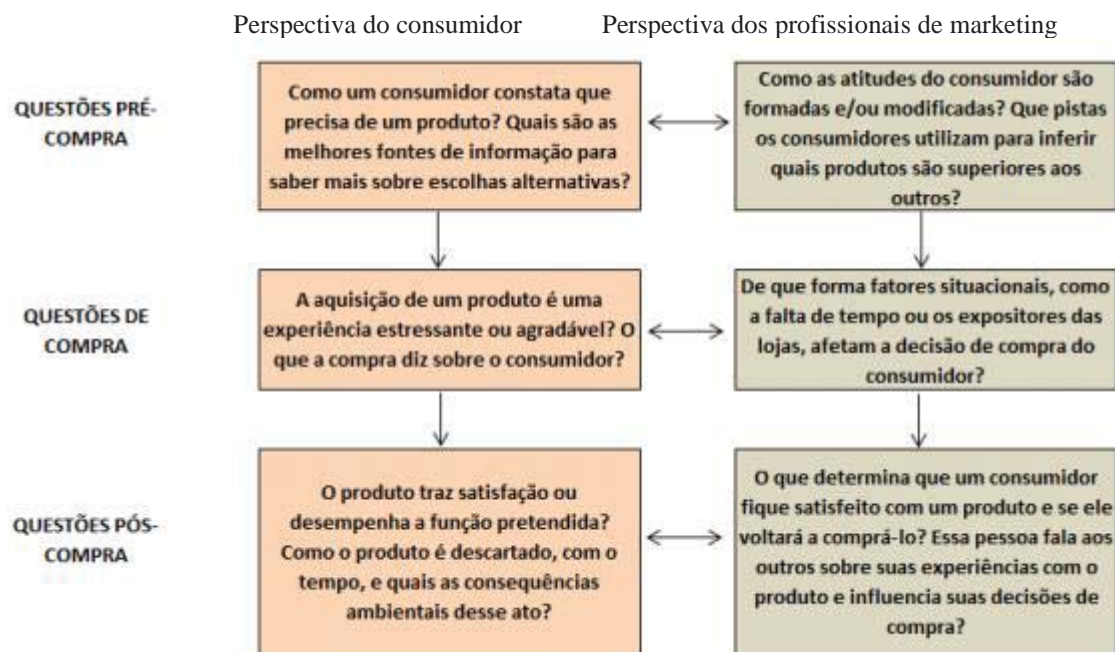 Perspectiva do consumidor
Perspectiva dos profissionais de marketing
QUESTÕES PRÉ-
COMPRA
Como um consumidor constata que
precisa de um produto? Quais são as
melhores fontes de informação para
saber mais sobre escolhas alternativas?
Como as atitudes do consumidor são
formadas e/ou modificadas? Que pistas
os consumidores utilizam para inferir
quais produtos são superiores aos
outros?
QUESTÕES DE
COMPRA
A aquisição de um produto é uma
experiência estressante ou agradável? O
que a compra diz sobre o consumidor?
De que forma fatores situacionais, como
a falta de tempo ou os expositores das
lojas, afetam a decisão de compra do
consumidor?
QUESTÕES PÓS-
COMPRA
O produto traz satisfação ou
desempenha a função pretendida?
Como o produto é descartado, com o
tempo, e quais as consequências
ambientais desse ato?
O que determina que um consumidor
fique satisfeito com um produto e se ele
voltará a comprá-lo? Essa pessoa fala aos
outros sobre suas experiências com o
produto e influencia suas decisões de
compra?